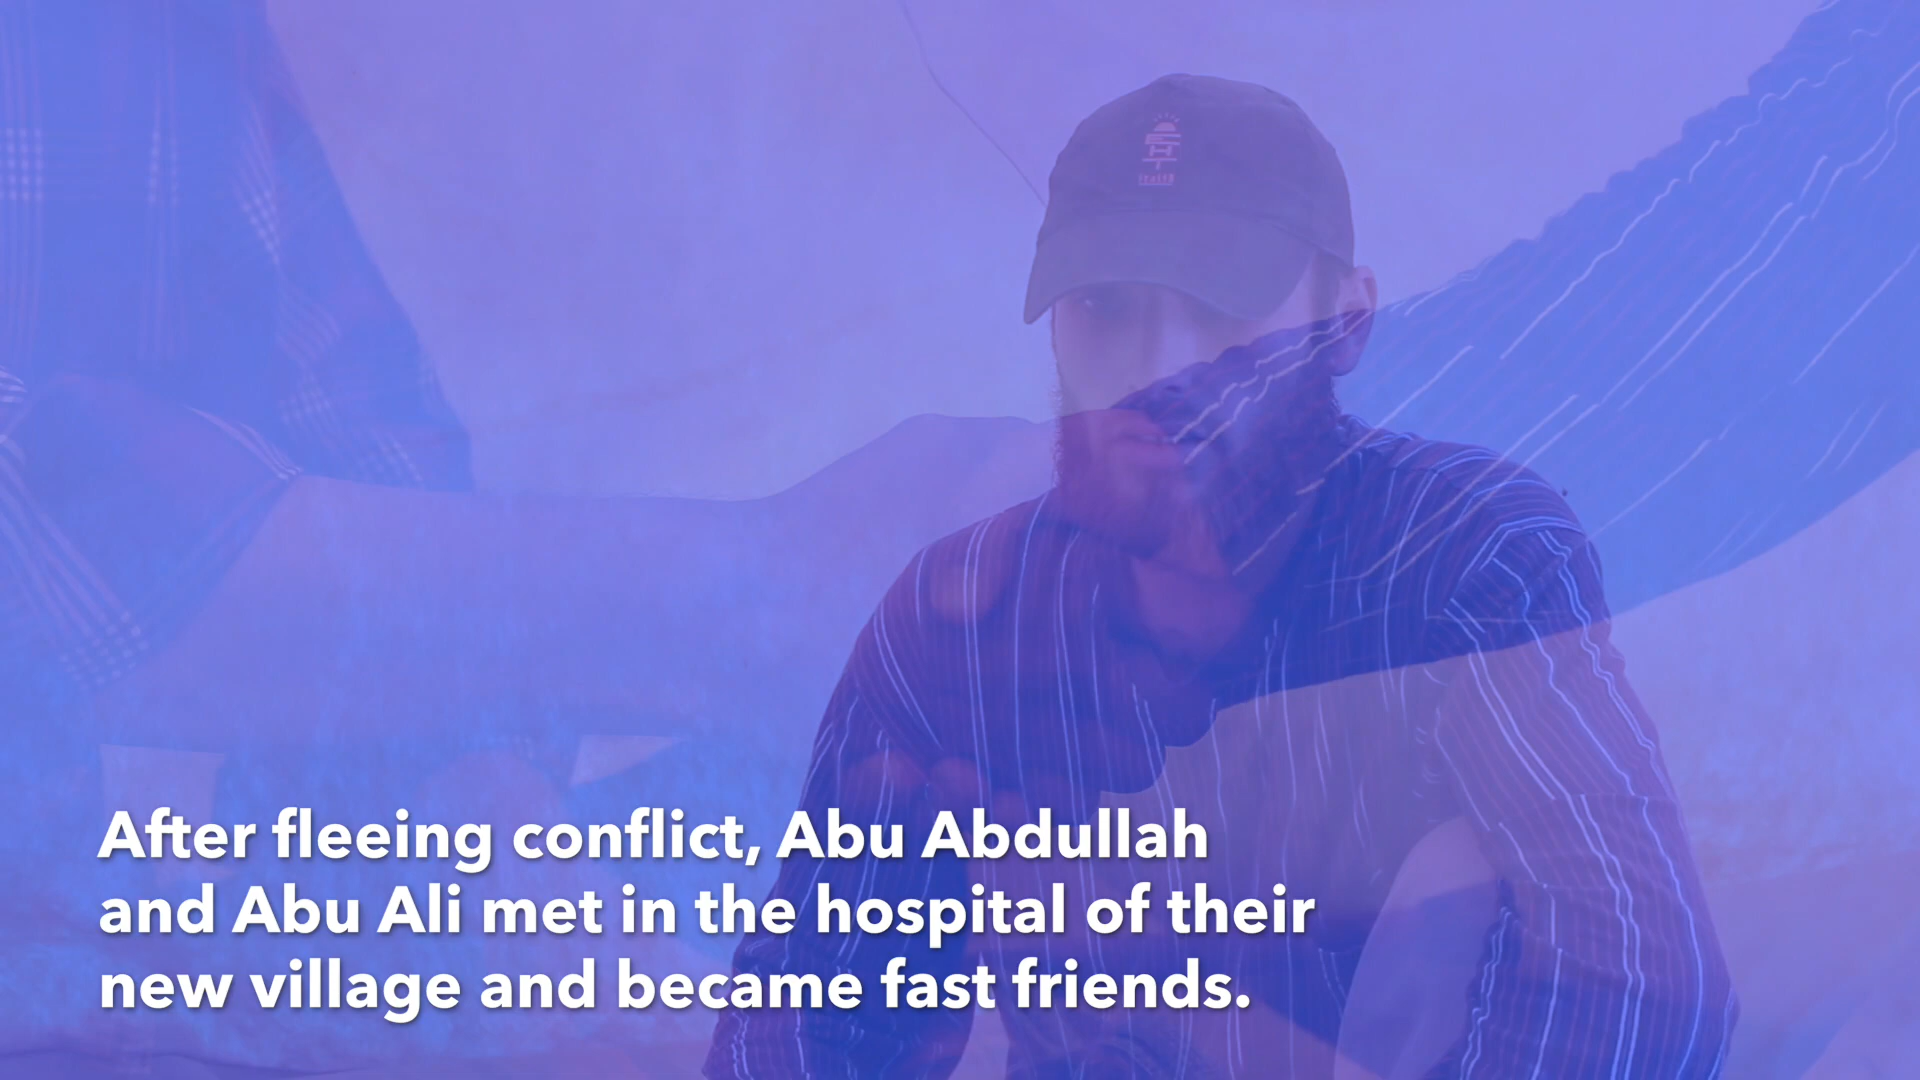 After fleeing conflict, Abu Abdullah
and Abu Ali met in the hospital of their
new village and became fast friends.